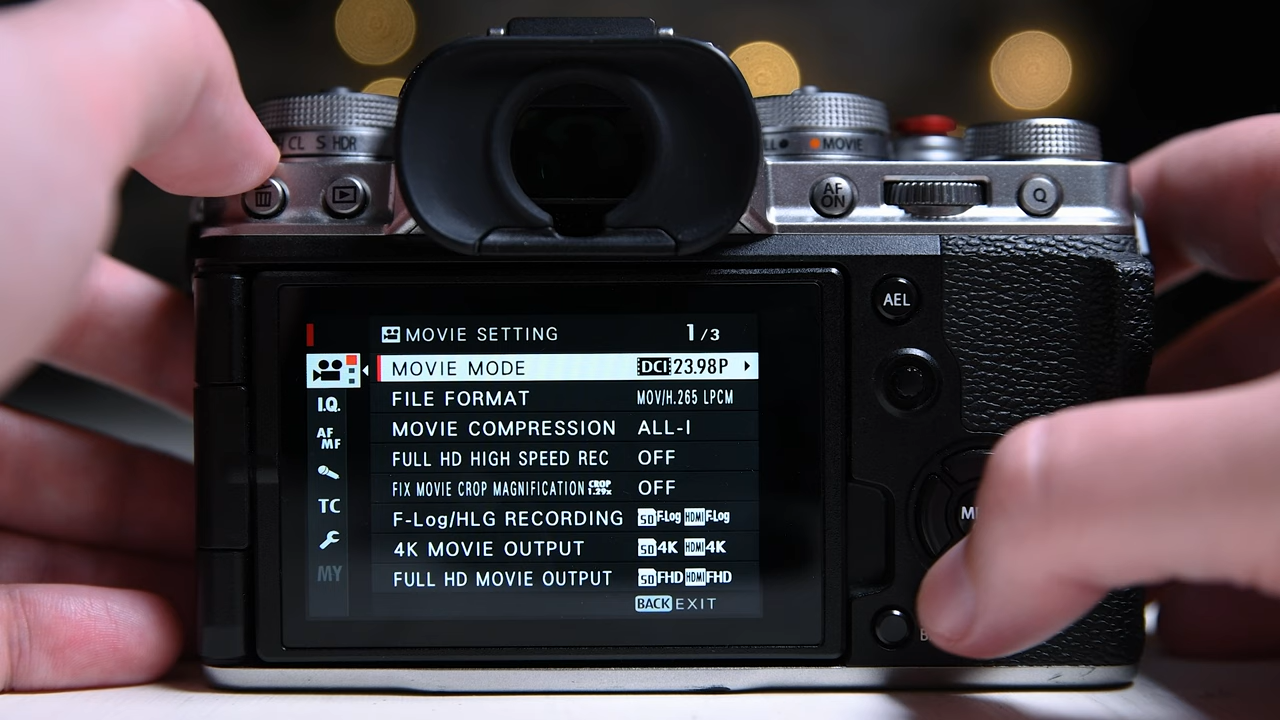 CL S HDR
MOVIE
AF
ON
Q
AEL
MOVIE SETTING 1/3
MOVIE MODE DCI 23.98P
I.Q. FILE FORMAT MOV/H.265 LPCM
AF
MF
MOVIE COMPRESSION ALL-I
FULL HD HIGH SPEED REC OFF
FIX MOVIE CROP MAGNIFICATION CROP 1.29x OFF
TC F-Log/HLG RECORDING SD F-Log HDMI F-Log
4K MOVIE OUTPUT SD 4K HDMI 4K
MY FULL HD MOVIE OUTPUT SD FHD HDMI FHD
BACK EXIT